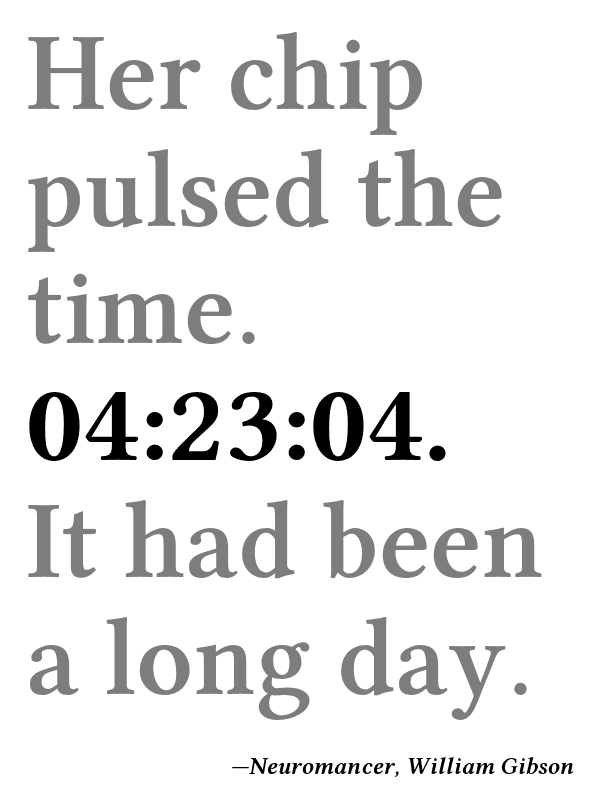 Her chip
pulsed the
time.
04:23:04.
It had been
a long day.
—Neuromancer, William Gibson